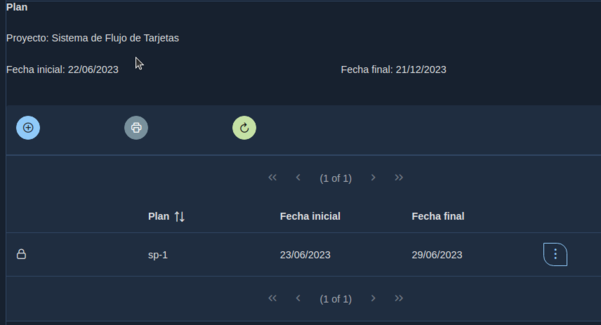 Plan
Proyecto: Sistema de Flujo de Tarjetas
Fecha inicial: 22/06/2023 Fecha final: 21/12/2023
(1 of 1)
Plan Fecha inicial Fecha final
sp-1 23/06/2023 29/06/2023
(1 of 1)